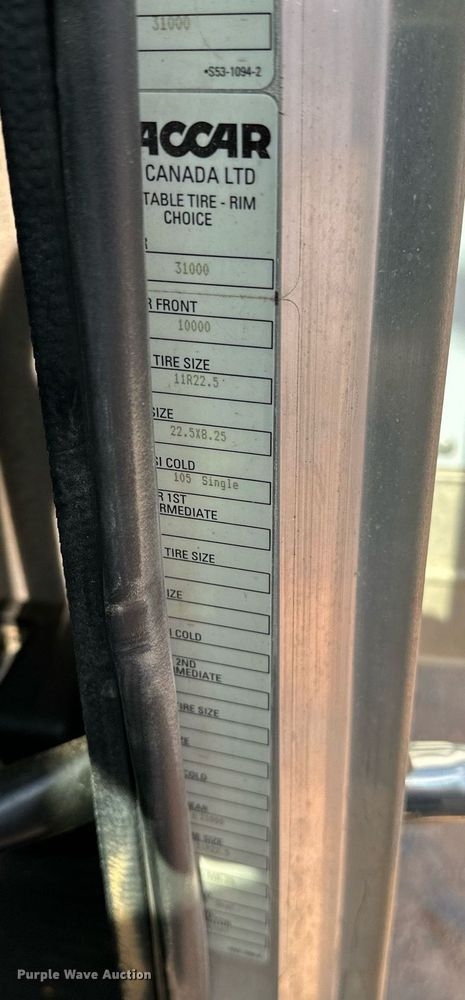 31000
•S53-1094-2
ACCAR
CANADA LTD
TABLE TIRE - RIM
CHOICE
31000
FRONT
10000
TIRE SIZE
11R22.5
SIZE
22.5X8.25
SI COLD
105 Single
R 1ST
RMEDIATE
TIRE SIZE
IZE
I COLD
2ND
MEDIATE
IRE SIZE
ZE
COLD
Purple Wave Auction